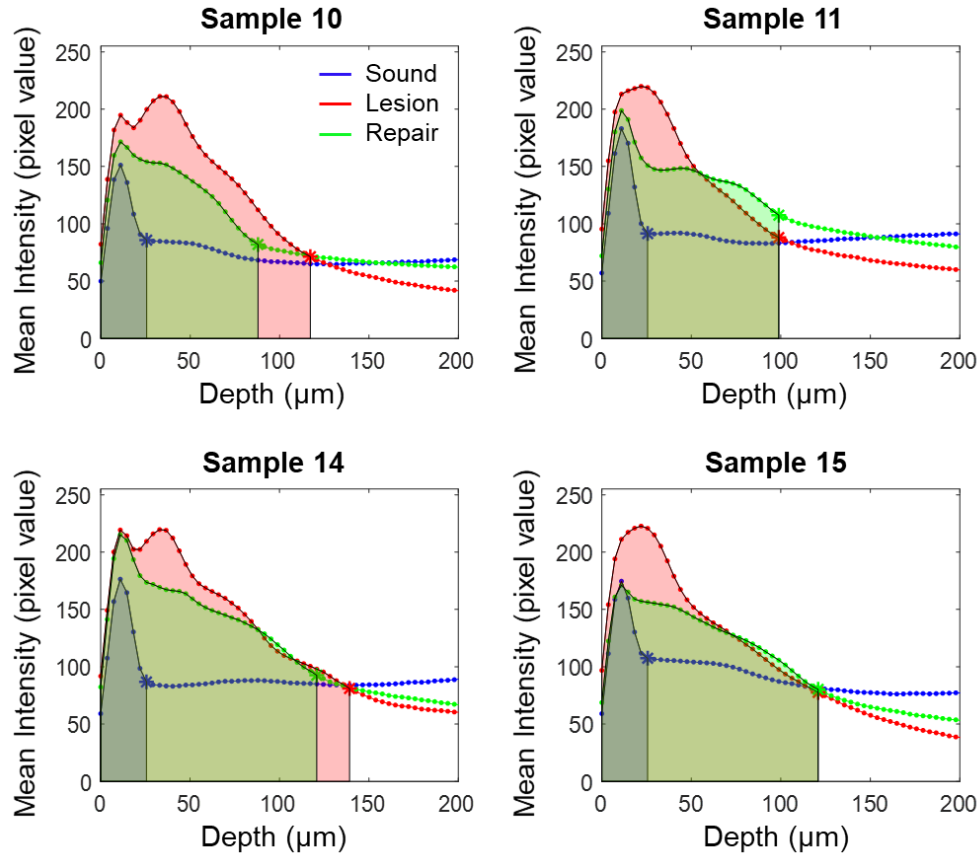 Sample 10
Mean Intensity (pixel value)
250
200
150
100
50
0
0 50 100 150 200
Depth (µm)
Sound
Lesion
Repair
Sample 11
Mean Intensity (pixel value)
250
200
150
100
50
0
0 50 100 150 200
Depth (µm)
Sample 14
Mean Intensity (pixel value)
250
200
150
100
50
0
0 50 100 150 200
Depth (µm)
Sample 15
Mean Intensity (pixel value)
250
200
150
100
50
0
0 50 100 150 200
Depth (µm)